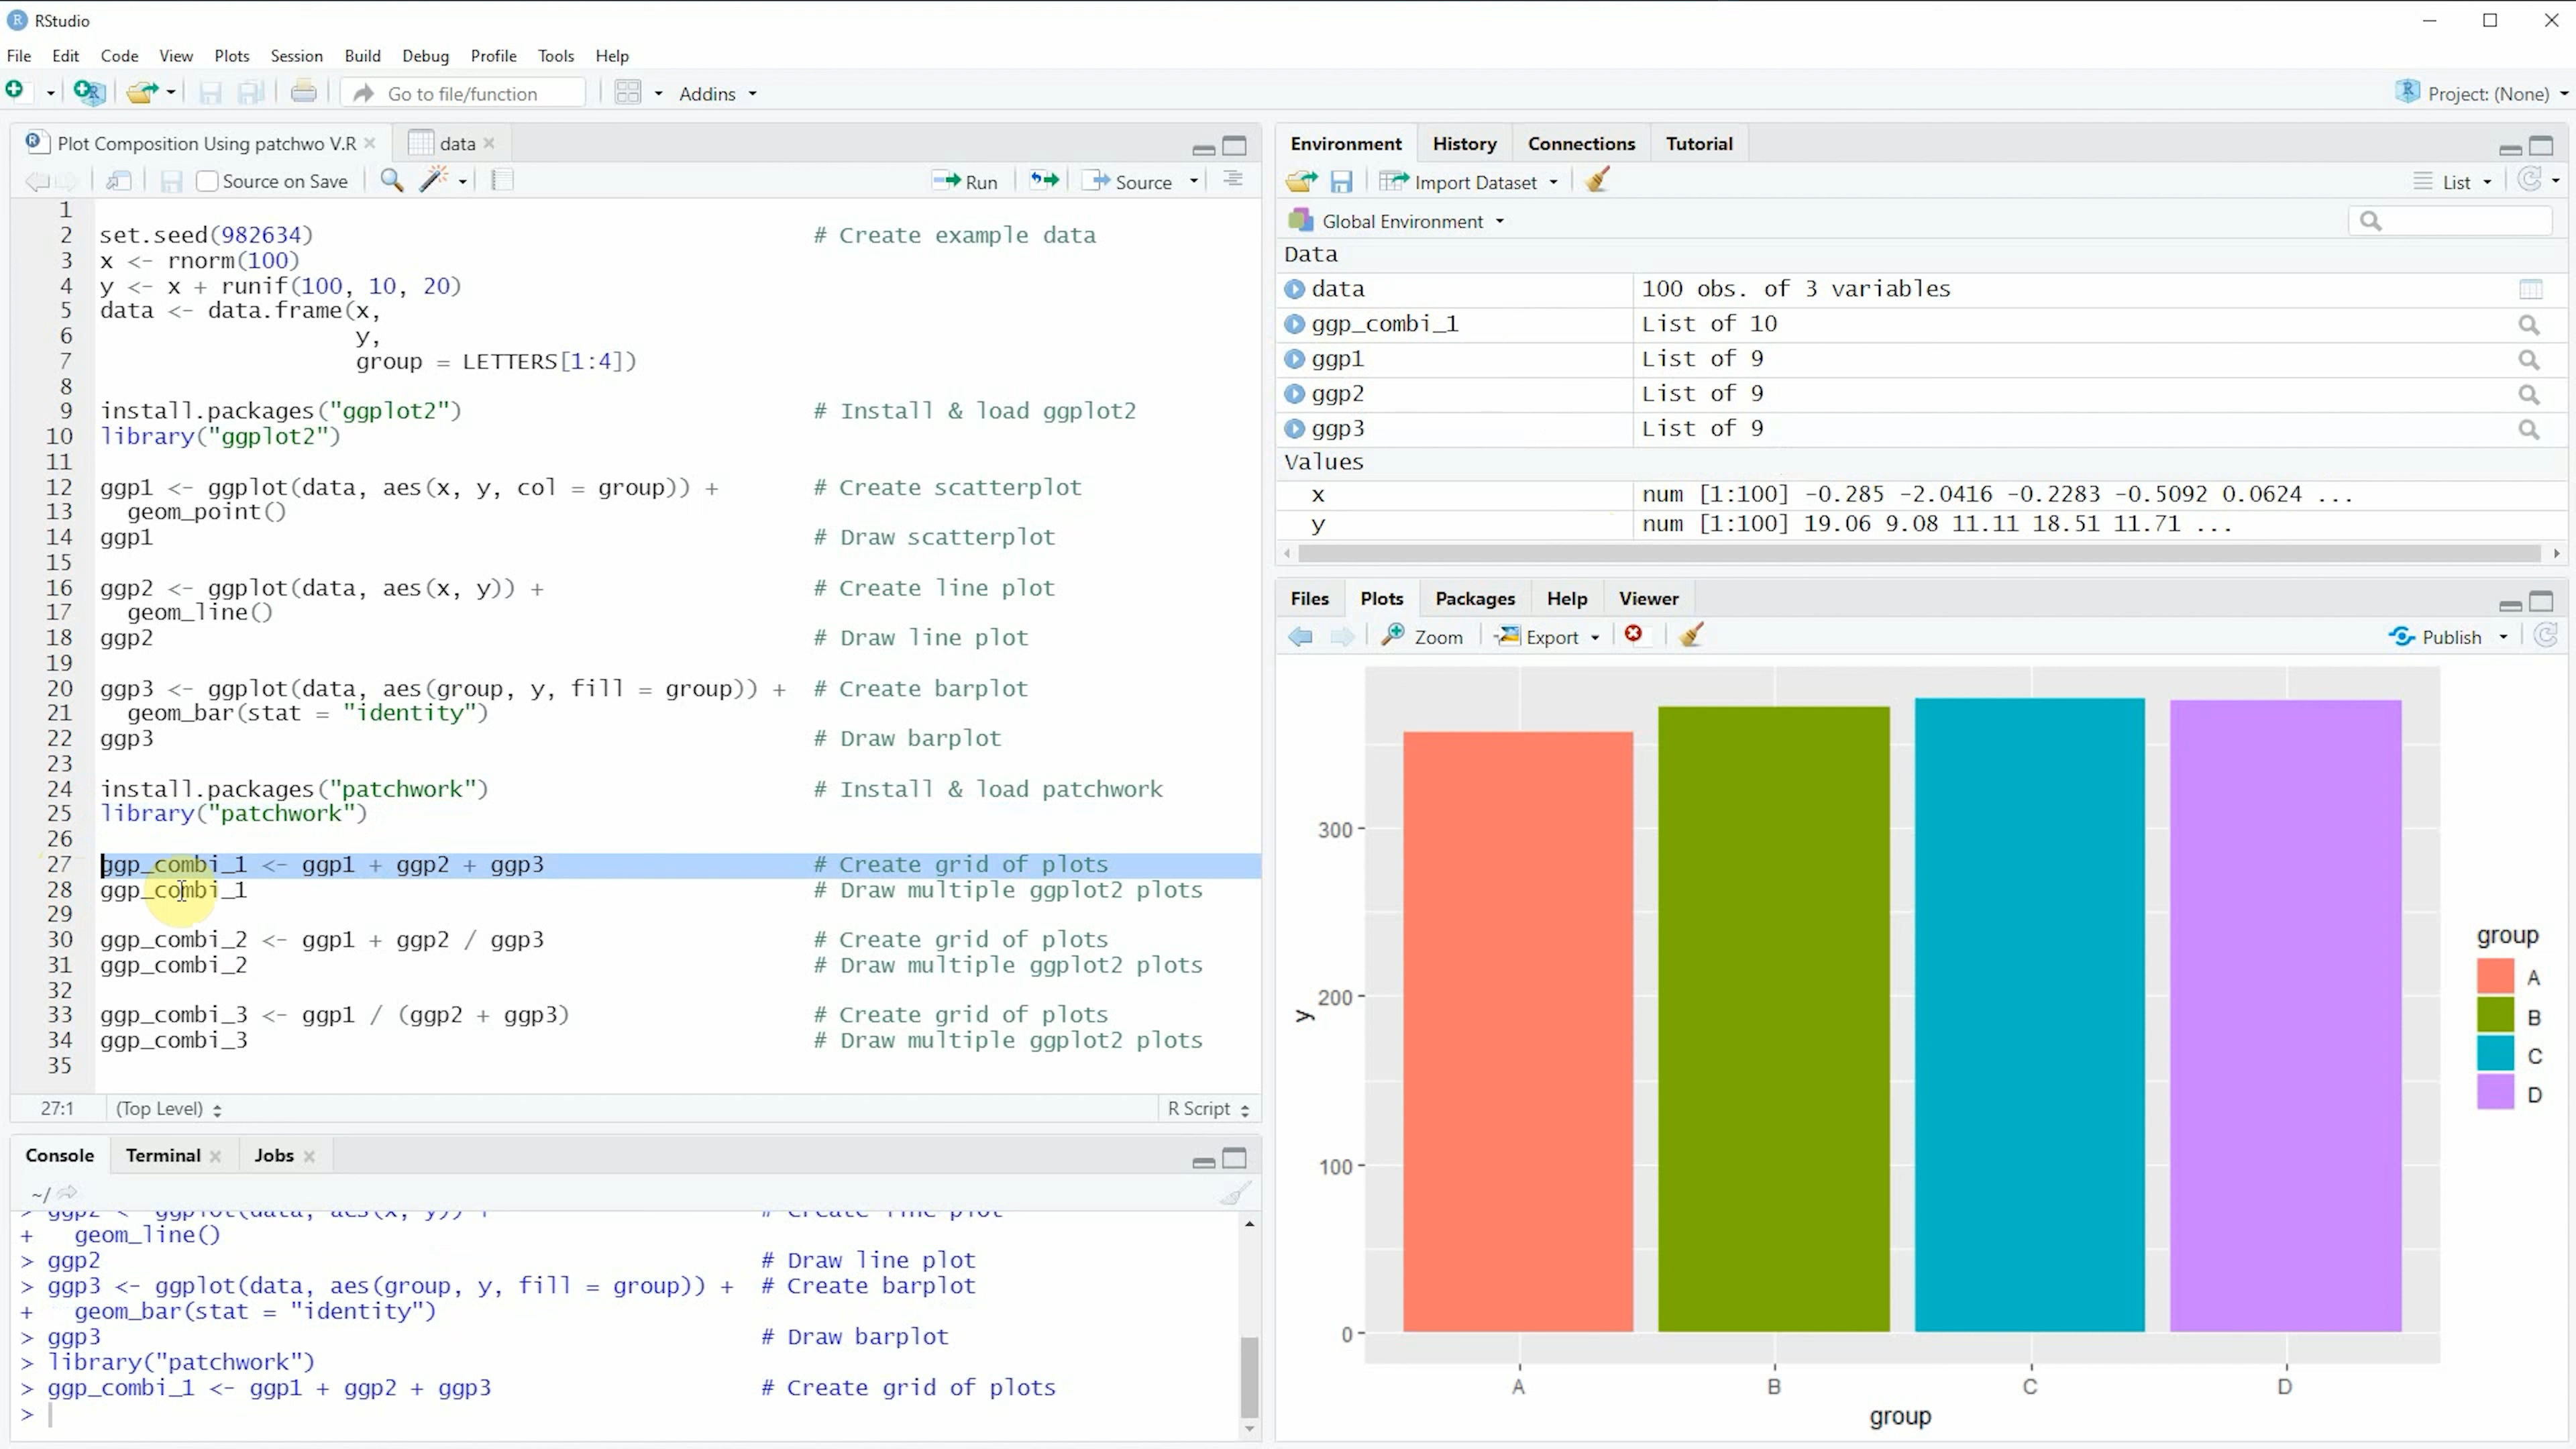 RStudio
File Edit Code View Plots Session Build Debug Profile Tools Help
Go to file/function Addins Project: (None)
Plot Composition Using patchwo V.R data
Source on Save Run Source
1
2 set.seed(982634) # Create example data
3 x <- rnorm(100)
4 y <- x + runif(100, 10, 20)
5 data <- data.frame(x,
6 y,
7 group = LETTERS[1:4])
8
9 install.packages("ggplot2") # Install & load ggplot2
10 library("ggplot2")
11
12 ggp1 <- ggplot(data, aes(x, y, col = group)) + # Create scatterplot
13 geom_point()
14 ggp1 # Draw scatterplot
15
16 ggp2 <- ggplot(data, aes(x, y)) + # Create line plot
17 geom_line()
18 ggp2 # Draw line plot
19
20 ggp3 <- ggplot(data, aes(group, y, fill = group)) + # Create barplot
21 geom_bar(stat = "identity")
22 ggp3 # Draw barplot
23
24 install.packages("patchwork") # Install & load patchwork
25 library("patchwork")
26
27 ggp_combi_1 <- ggp1 + ggp2 + ggp3 # Create grid of plots
28 ggp_combi_1 # Draw multiple ggplot2 plots
29
30 ggp_combi_2 <- ggp1 + ggp2 / ggp3 # Create grid of plots
31 ggp_combi_2 # Draw multiple ggplot2 plots
32
33 ggp_combi_3 <- ggp1 / (ggp2 + ggp3) # Create grid of plots
34 ggp_combi_3 # Draw multiple ggplot2 plots
35
27:1 (Top Level) R Script
Console Terminal Jobs
~/
> ggp2 <- ggplot(data, aes(x, y)) + # Create line plot
+ geom_line()
> ggp2 # Draw line plot
> ggp3 <- ggplot(data, aes(group, y, fill = group)) + # Create barplot
+ geom_bar(stat = "identity")
> ggp3 # Draw barplot
> library("patchwork")
> ggp_combi_1 <- ggp1 + ggp2 + ggp3 # Create grid of plots
>
Environment History Connections Tutorial
Import Dataset List
Global Environment
Data
data 100 obs. of 3 variables
ggp_combi_1 List of 10
ggp1 List of 9
ggp2 List of 9
ggp3 List of 9
Values
x num [1:100] -0.285 -2.0416 -0.2283 -0.5092 0.0624 ...
y num [1:100] 19.06 9.08 11.11 18.51 11.71 ...
Files Plots Packages Help Viewer
Zoom Export Publish
300
200
100
0
y
A B C D
group
group
A
B
C
D